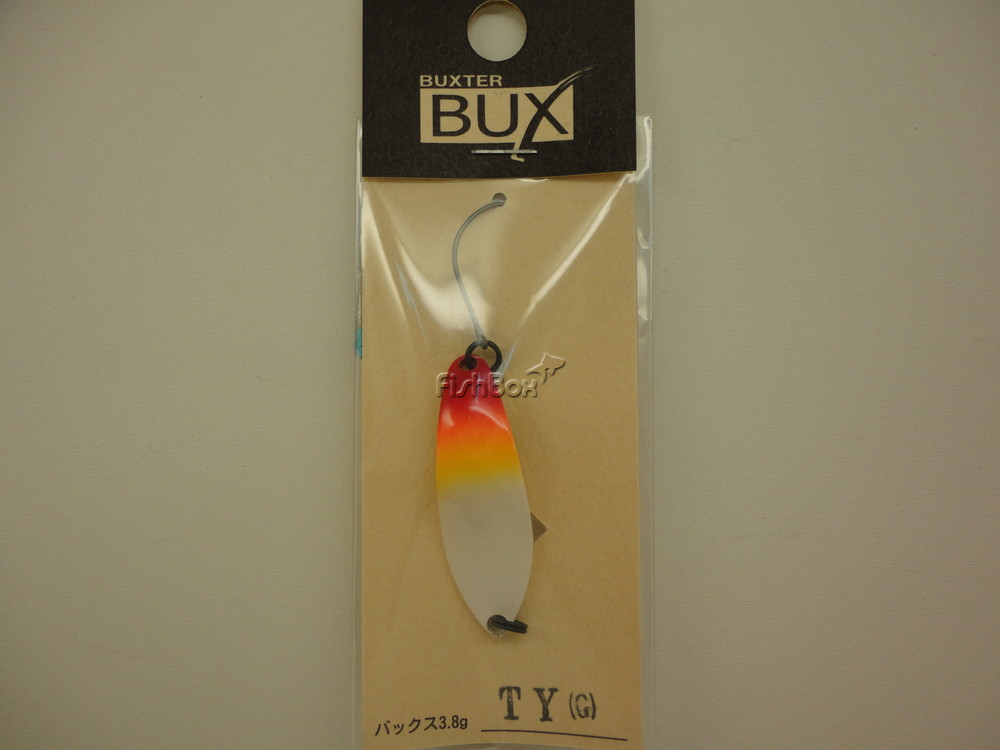 BUXTER
BUX
FishBox
TY(G)
バックス3.8g